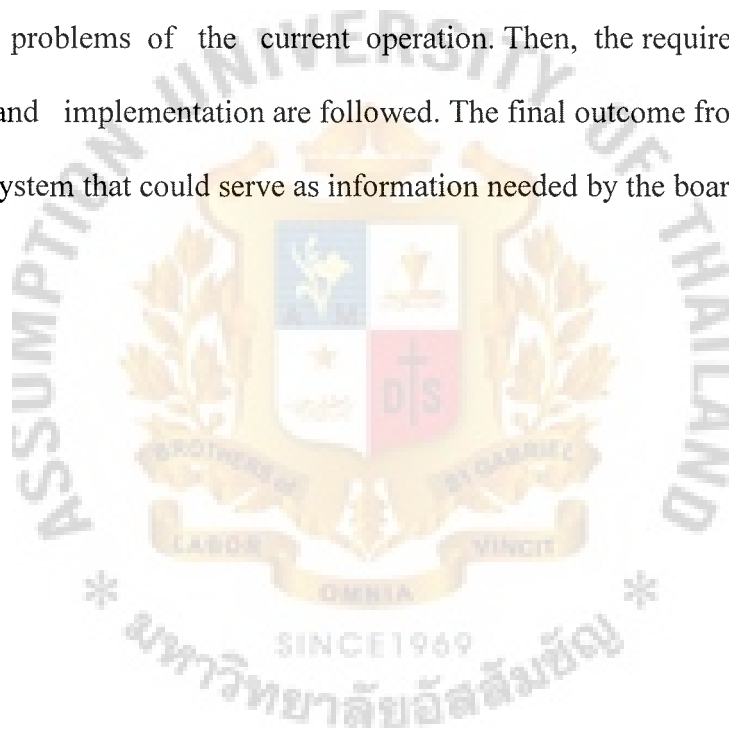 problems of the current operation. Then, the require
and implementation are followed. The final outcome fro
system that could serve as information needed by the boar
ASSUMPTION UNIVERSITY OF THAILAND
A M
D S
BROTHERS of ST GABRIEL
LABOR OMNIA VINCIT
SINCE1969
* มหาวิทยาลัยอัสสัมชัญ *